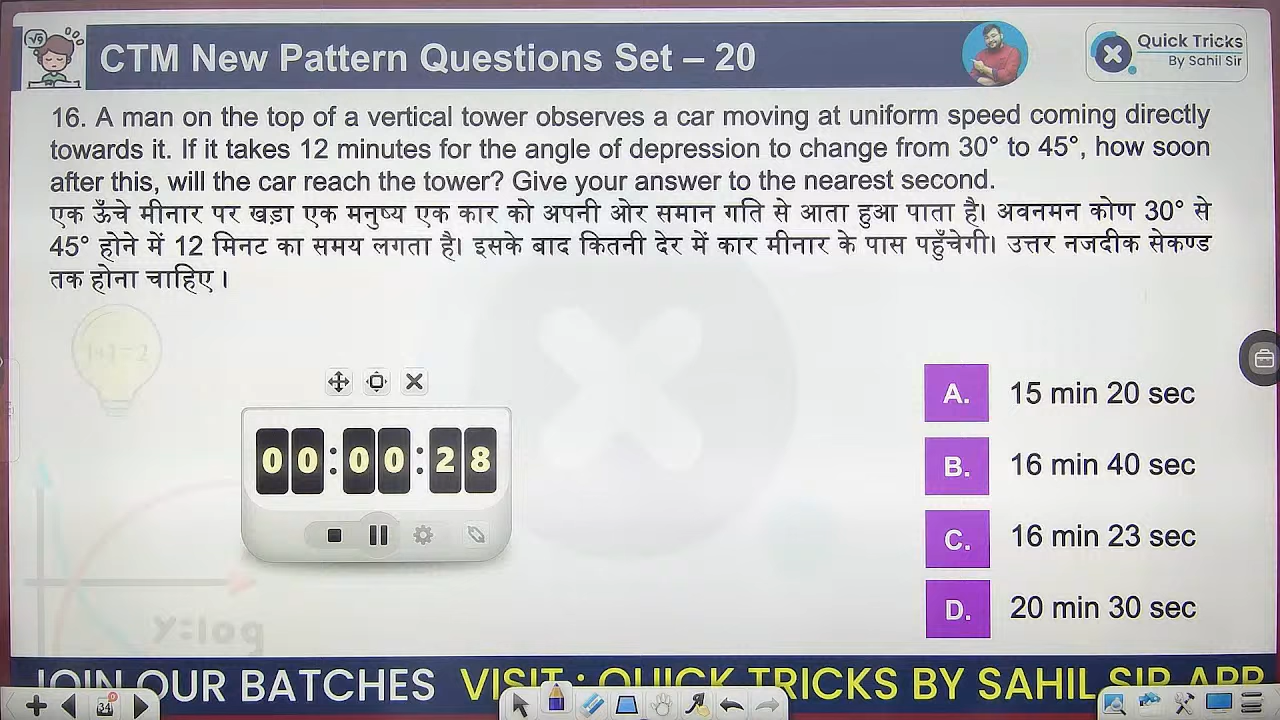 CTM New Pattern Questions Set – 20
Quick Tricks
By Sahil Sir
16. A man on the top of a vertical tower observes a car moving at uniform speed coming directly
towards it. If it takes 12 minutes for the angle of depression to change from 30° to 45°, how soon
after this, will the car reach the tower? Give your answer to the nearest second.
एक ऊँचे मीनार पर खड़ा एक मनुष्य एक कार को अपनी ओर समान गति से आता हुआ पाता है। अवनमन कोण 30° से
45° होने में 12 मिनट का समय लगता है। इसके बाद कितनी देर में कार मीनार के पास पहुँचेगी। उत्तर नजदीक सेकण्ड
तक होना चाहिए।
1+1=2
00:00:28
A. 15 min 20 sec
B. 16 min 40 sec
C. 16 min 23 sec
D. 20 min 30 sec
y=log
JOIN OUR BATCHES VISIT : QUICK TRICKS BY SAHIL SIR APP
34